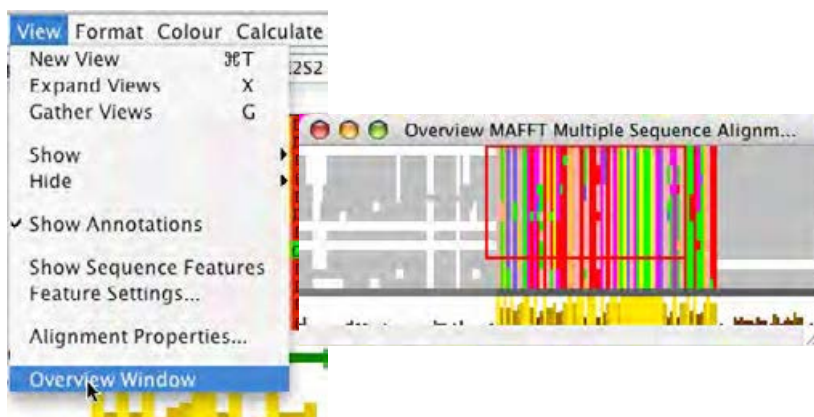 View Format Colour Calculate
New View ⌘T
E2S2
Expand Views X
Gather Views G
Overview MAFFT Multiple Sequence Alignm...
Show
Hide
✓ Show Annotations
Show Sequence Features
Feature Settings...
Alignment Properties...
Overview Window